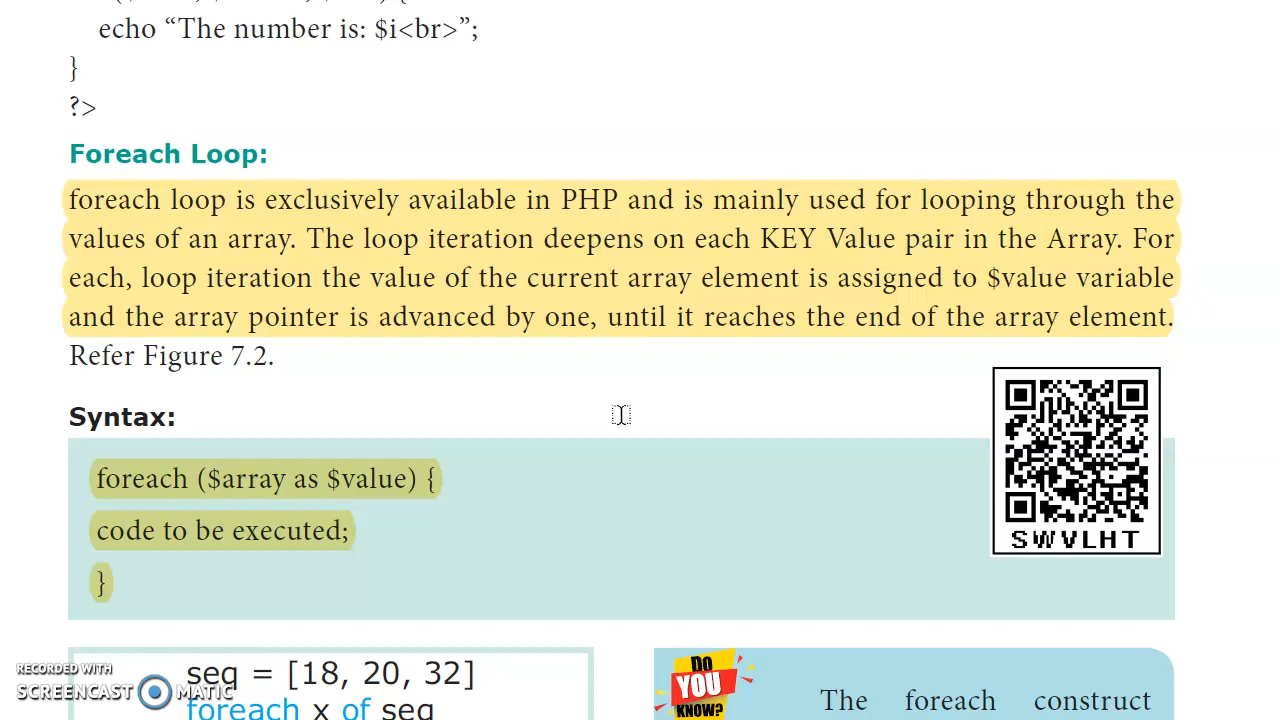 echo “The number is: $i<br>”;
}
?>
Foreach Loop:
foreach loop is exclusively available in PHP and is mainly used for looping through the
values of an array. The loop iteration deepens on each KEY Value pair in the Array. For
each, loop iteration the value of the current array element is assigned to $value variable
and the array pointer is advanced by one, until it reaches the end of the array element.
Refer Figure 7.2.
Syntax:
foreach ($array as $value) {
code to be executed;
}
SWVLHT
seq = [18, 20, 32]
foreach x of seq
DO
YOU
KNOW?
The foreach construct
RECORDED WITH
SCREENCAST MATIC